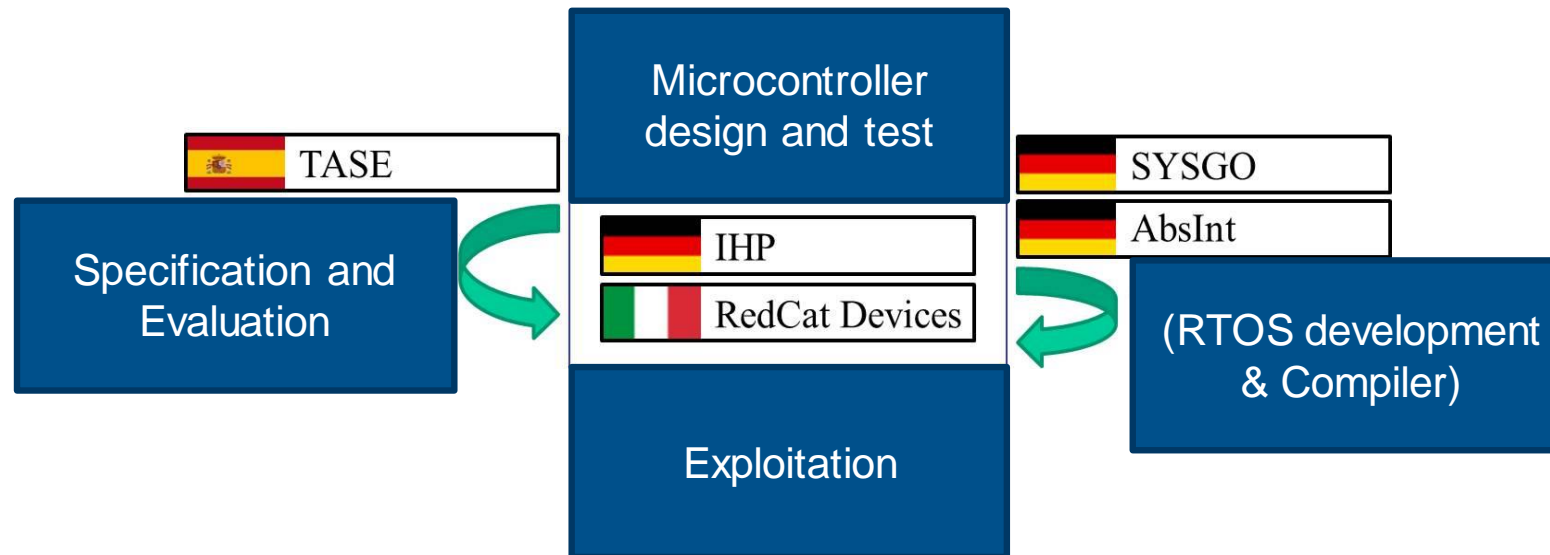 Microcontroller
design and test
TASE
Specification and
Evaluation
IHP
RedCat Devices
SYSGO
AbsInt
(RTOS development
& Compiler)
Exploitation